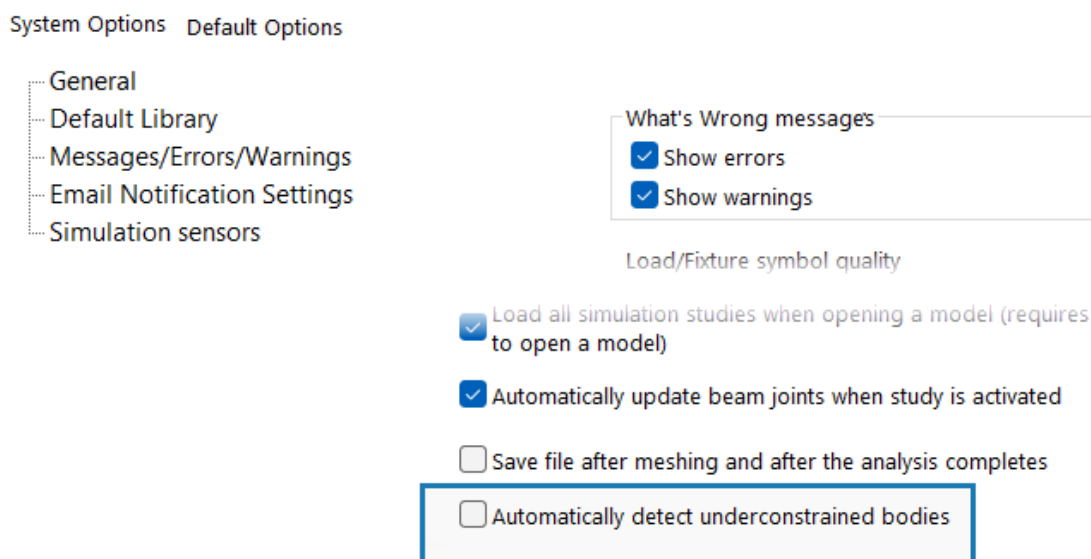 System Options Default Options
General
Default Library
Messages/Errors/Warnings
Email Notification Settings
Simulation sensors
What's Wrong messages
Show errors
Show warnings
Load/Fixture symbol quality
Load all simulation studies when opening a model (requires
to open a model)
Automatically update beam joints when study is activated
Save file after meshing and after the analysis completes
Automatically detect underconstrained bodies